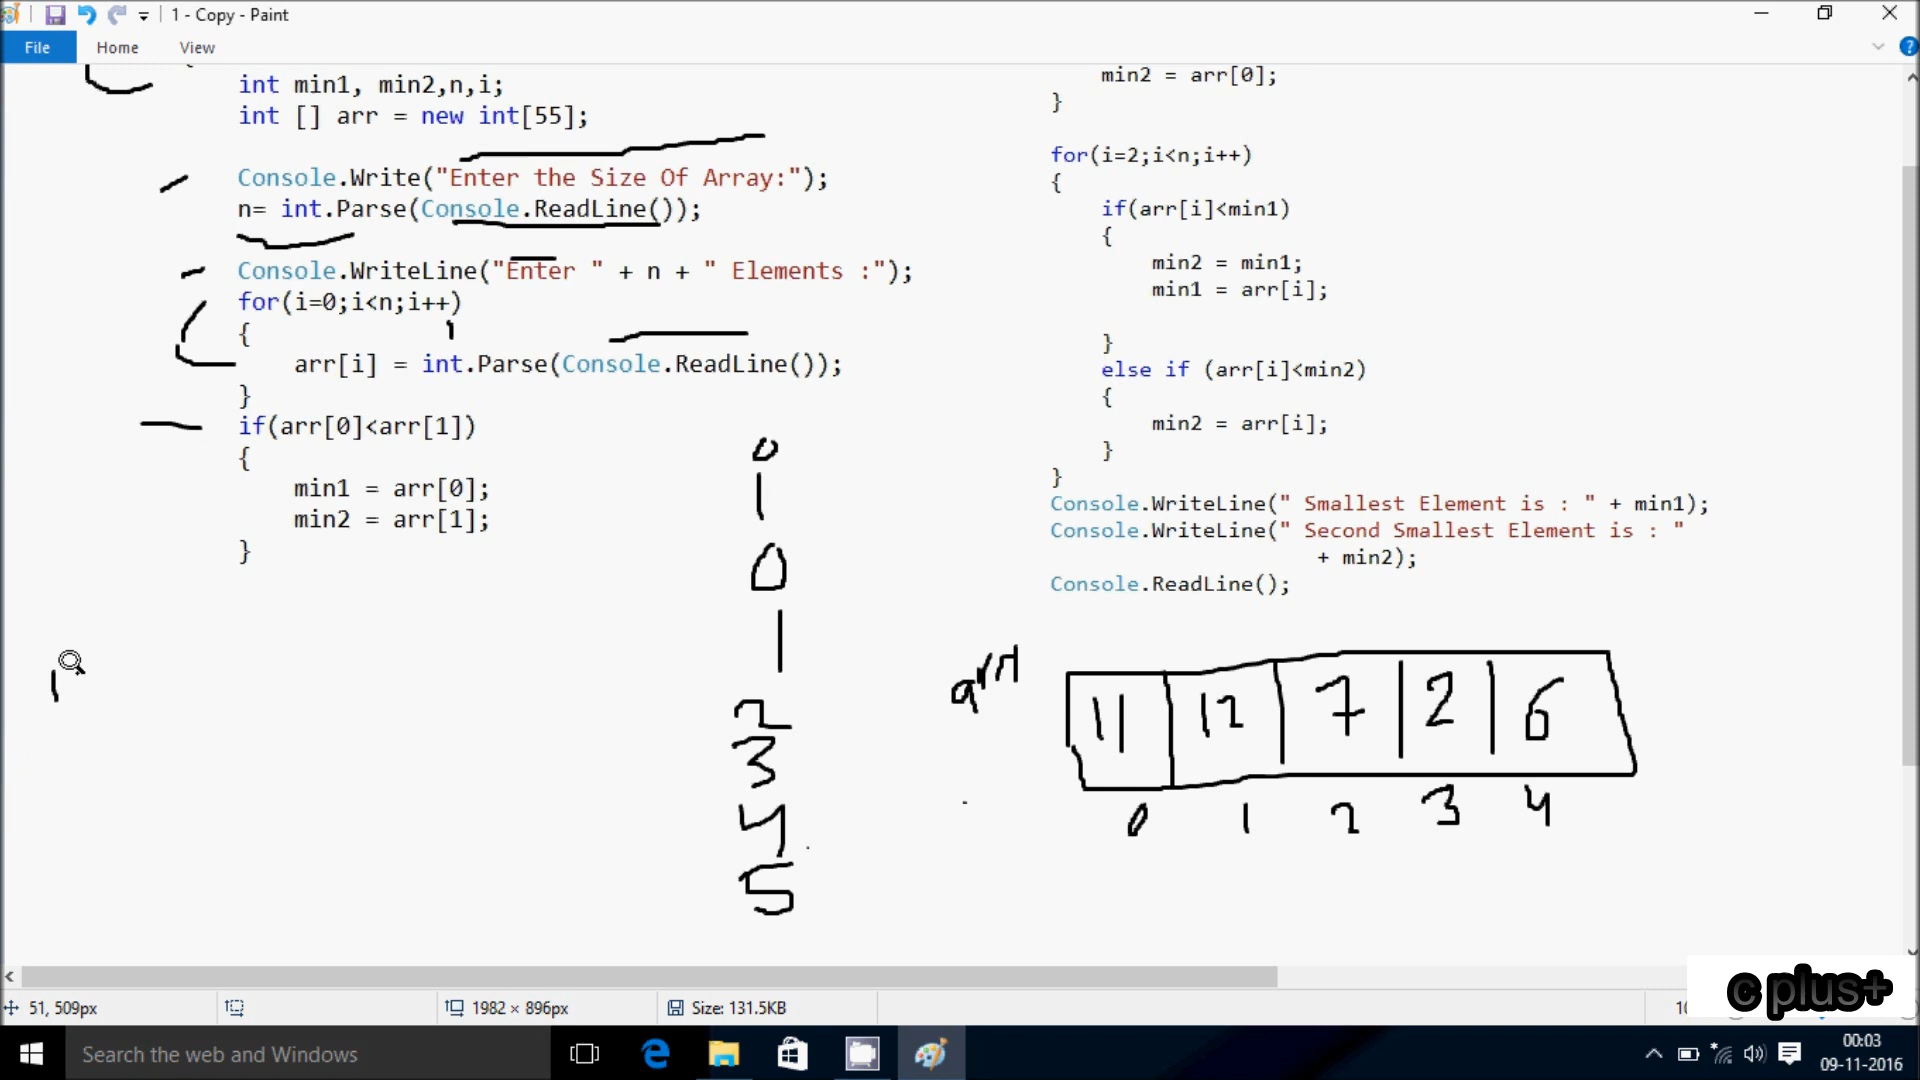 1 - Copy - Paint
File Home View
{
int min1, min2,n,i;
int [] arr = new int[55];
Console.Write("Enter the Size Of Array:");
n= int.Parse(Console.ReadLine());
Console.WriteLine("Enter " + n + " Elements :");
for(i=0;i<n;i++)
{
arr[i] = int.Parse(Console.ReadLine());
}
if(arr[0]<arr[1])
{
min1 = arr[0];
min2 = arr[1];
}
0
1
0
1
2
3
4
5
min2 = arr[0];
}
for(i=2;i<n;i++)
{
if(arr[i]<min1)
{
min2 = min1;
min1 = arr[i];
}
else if (arr[i]<min2)
{
min2 = arr[i];
}
}
Console.WriteLine(" Smallest Element is : " + min1);
Console.WriteLine(" Second Smallest Element is : "
+ min2);
Console.ReadLine();
arr
11 12 7 2 6
0 1 2 3 4
51, 509px 1982 × 896px Size: 131.5KB
c plus+
Search the web and Windows
00:03
09-11-2016